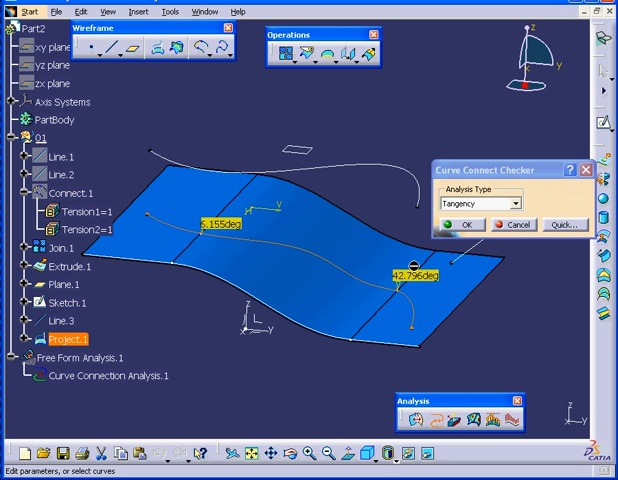 Start File Edit View Insert Tools Window Help
Part2
xy plane
yz plane
zx plane
Axis Systems
PartBody
01
Line.1
Line.2
Connect.1
Tension1=1
Tension2=1
Join.1
Extrude.1
Plane.1
Sketch.1
Line.3
Project.1
Free Form Analysis.1
Curve Connection Analysis.1
Wireframe
Operations
z
y
6.155deg
42.796deg
H
y
z
y
Curve Connect Checker
Analysis Type
Tangency
OK Cancel Quick...
Analysis
z
y
CATIA
Edit parameters, or select curves